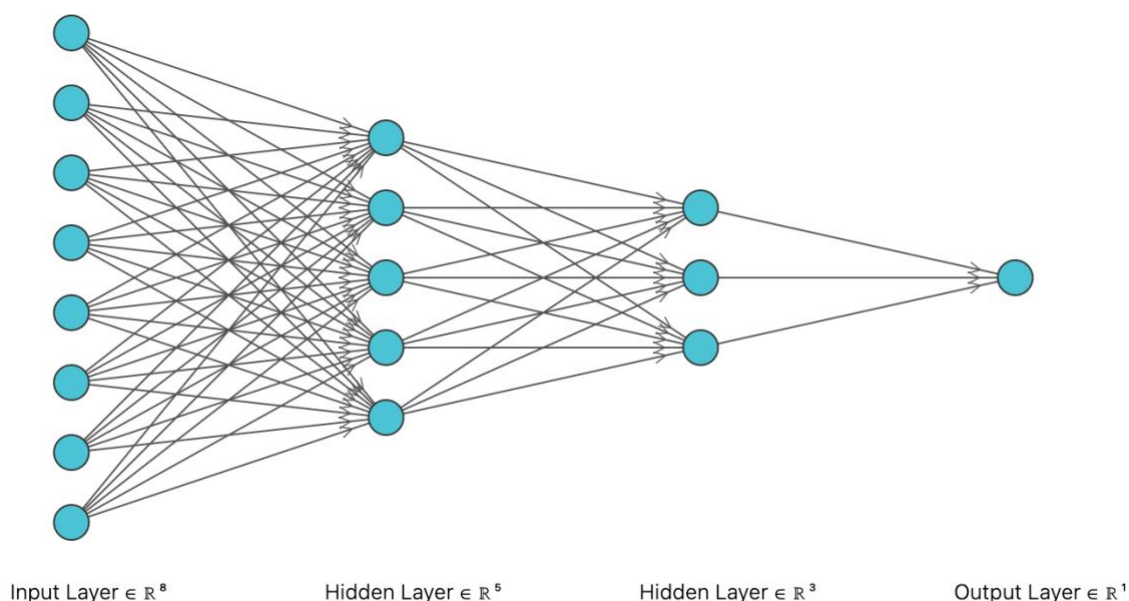 Input Layer ∈ ℝ⁸ Hidden Layer ∈ ℝ⁵ Hidden Layer ∈ ℝ³ Output Layer ∈ ℝ¹